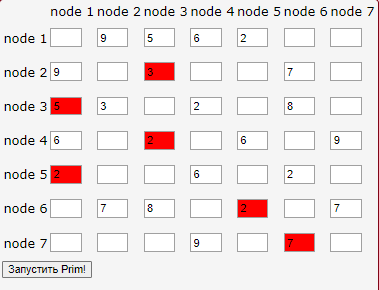 node 1 node 2 node 3 node 4 node 5 node 6 node 7
node 1 9 5 6 2
node 2 9 3 7
node 3 5 3 2 8
node 4 6 2 6 9
node 5 2 6 2
node 6 7 8 2 7
node 7 9 7
Запустить Prim!